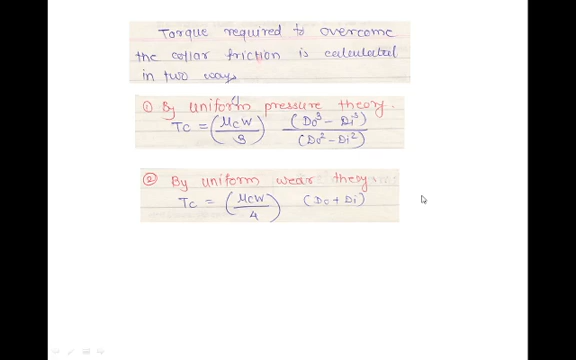 Torque required to overcome
the collar friction is calculated
in two ways
① By uniform pressure theory.
Tc = (μcW/3) (Do³ − Di³)/(Do² − Di²)
② By uniform wear theory
Tc = (μcW/4) (Do + Di)